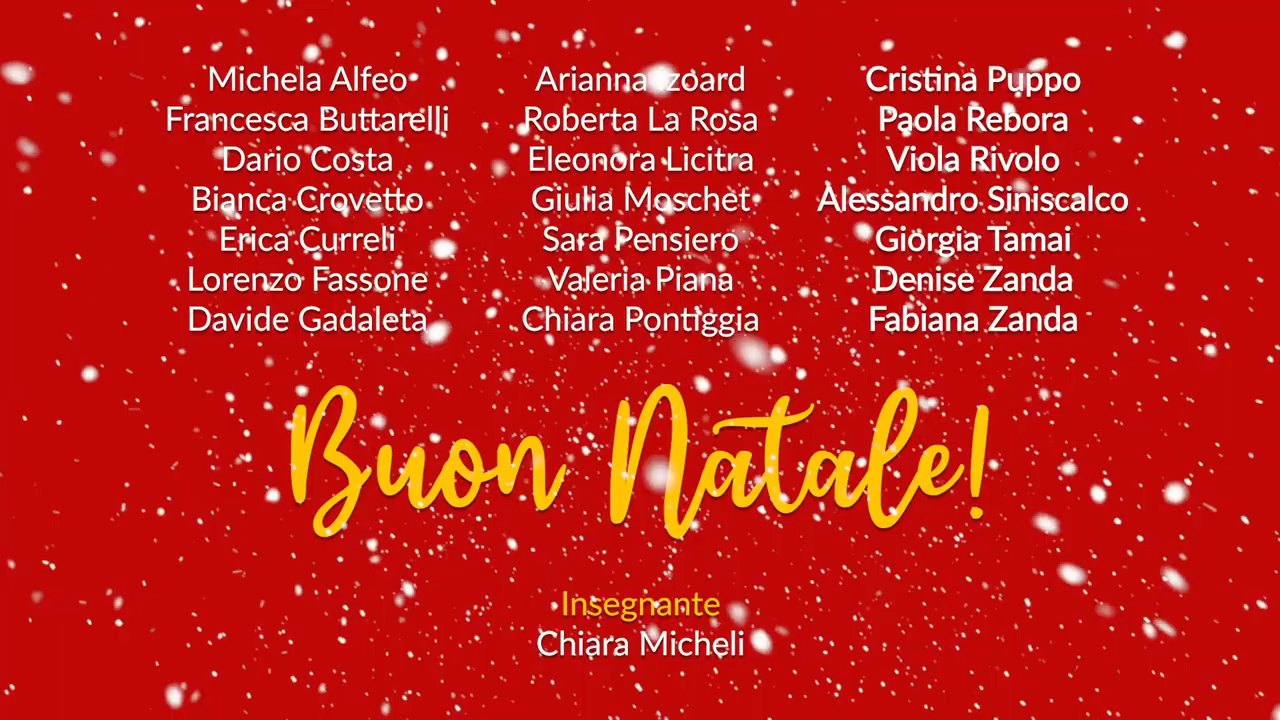 Michela Alfeo
Francesca Buttarelli
Dario Costa
Bianca Crovetto
Erica Curreli
Lorenzo Fassone
Davide Gadaleta
Arianna
Roberta La Rosa
Eleonora Licitra
Giulia Moschet
Sara Pensiero
Valeria Piana
Chiara Pontiggia
Cristina Puppo
Paola Rebora
Viola Rivolo
Alessandro Siniscalco
Giorgia Tamai
Denise Zanda
Fabiana Zanda
Buon Natale!
Insegnante
Chiara Micheli